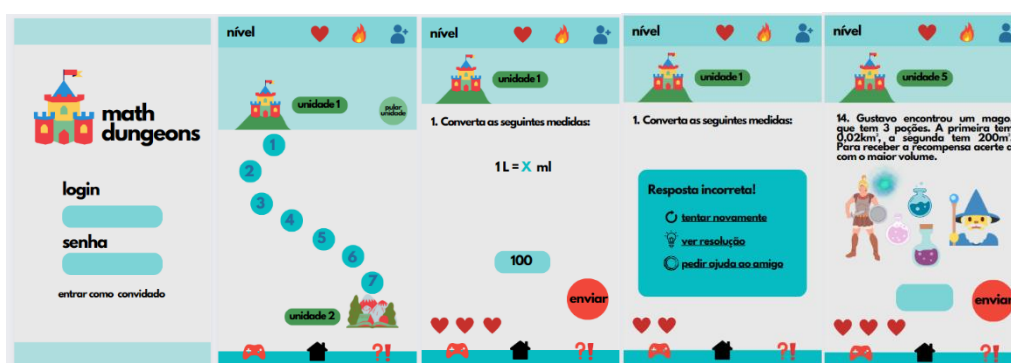 math
dungeons
login
senha
entrar como convidado
nível
unidade 1
pular
unidade
1
2
3
4
5
6
7
unidade 2
?!
nível
unidade 1
1. Converta as seguintes medidas:
1 L = X ml
100
enviar
?!
nível
unidade 1
1. Converta as seguintes medidas:
Resposta incorreta!
tentar novamente
ver resolução
pedir ajuda ao amigo
?!
nível
unidade 5
14. Gustavo encontrou um mago,
que tem 3 poções. A primeira tem
0,02km³, a segunda tem 200m³
Para receber a recompensa acerte a
com o maior volume.
enviar
?!